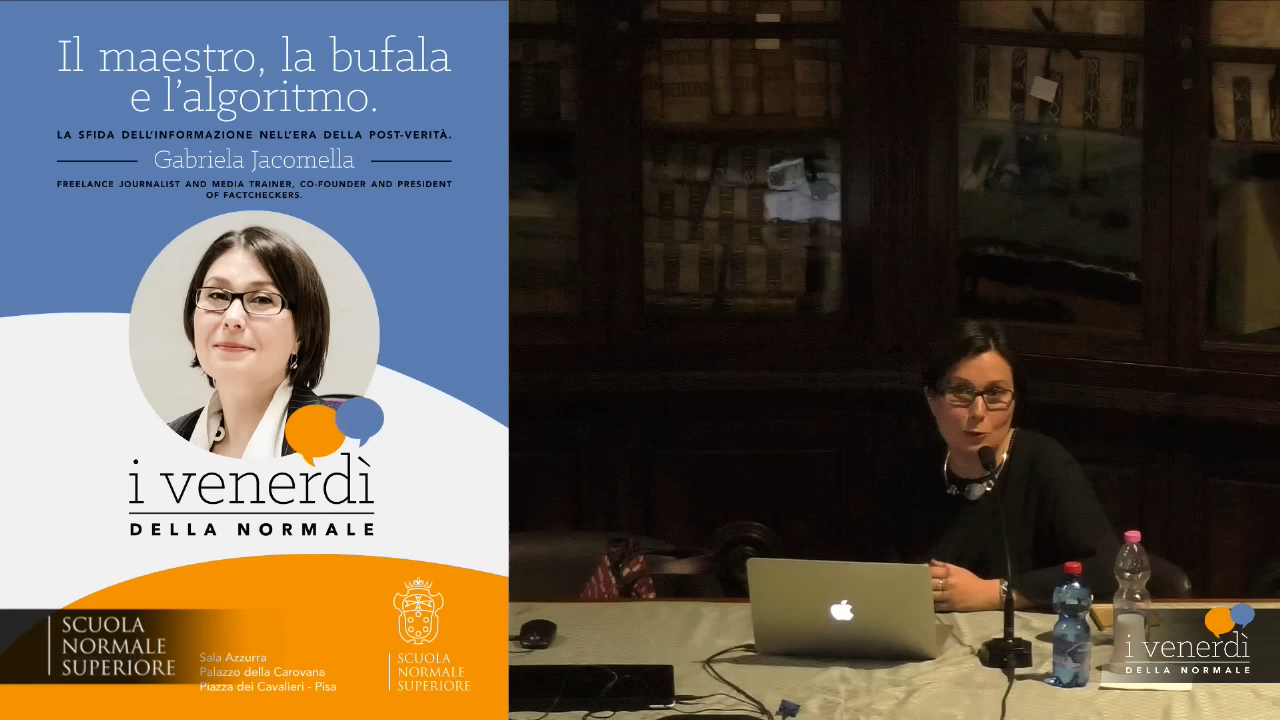 Il maestro, la bufala
e l'algoritmo.
LA SFIDA DELL'INFORMAZIONE NELL'ERA DELLA POST-VERITÀ.
Gabriela Jacomella
FREELANCE JOURNALIST AND MEDIA TRAINER, CO-FOUNDER AND PRESIDENT
OF FACTCHECKERS.
i venerdì
DELLA NORMALE
SCUOLA
NORMALE
SUPERIORE
Sala Azzurra
Palazzo della Carovana
Piazza dei Cavalieri - Pisa
SCUOLA
NORMALE
SUPERIORE
i venerdì
DELLA NORMALE